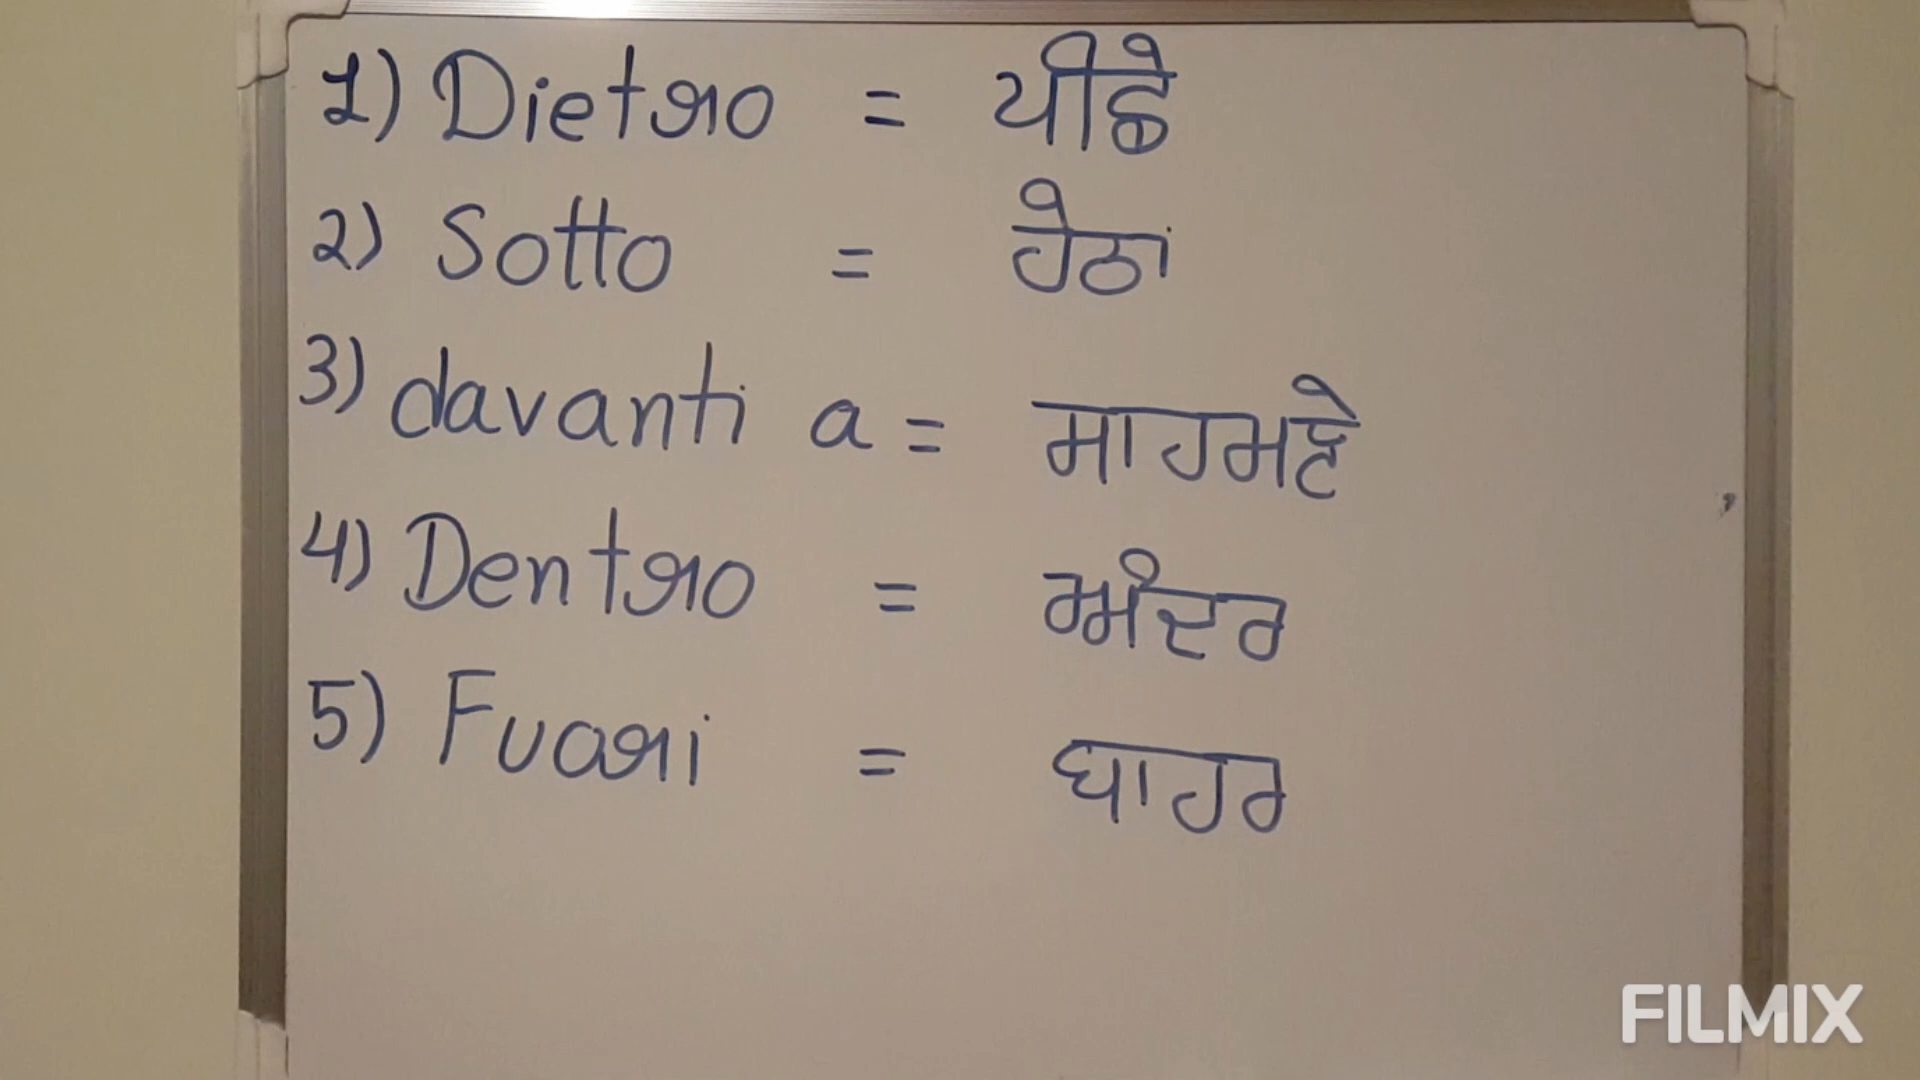 1) Dietro = ਪੀਛੇ
2) Sotto = ਹੇਠਾਂ
3) davanti a = ਸਾਹਮਣੇ
4) Dentro = ਅੰਦਰ
5) Fuori = ਬਾਹਰ
FILMIX